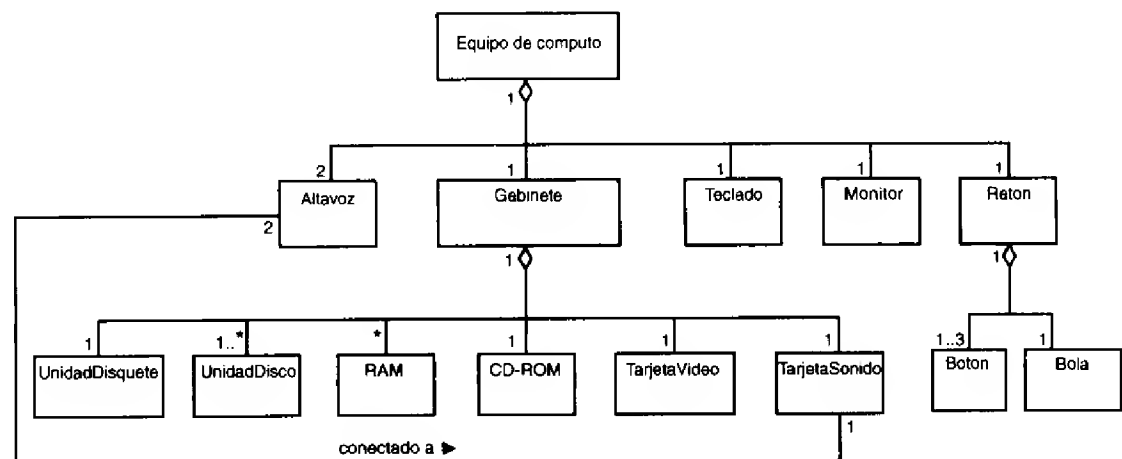 Equipo de computo
1
2 1 1 1 1
Altavoz Gabinete Teclado Monitor Raton
2
1 1
1 1..* * 1 1 1 1..3 1
UnidadDisquete UnidadDisco RAM CD-ROM TarjetaVideo TarjetaSonido Boton Bola
1
conectado a ▶